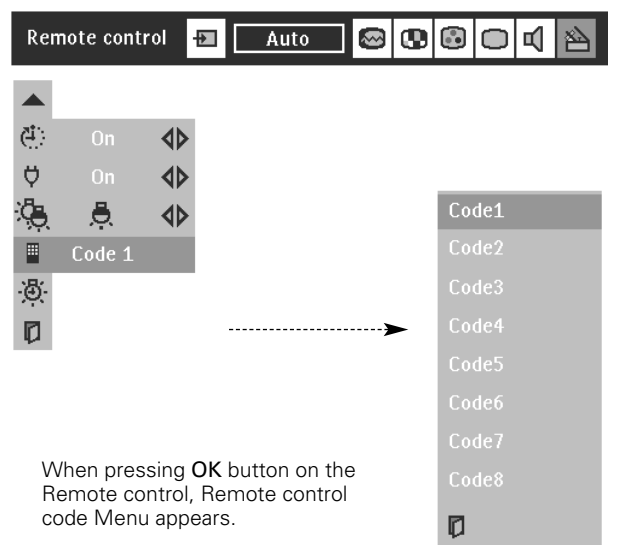 Remote control Auto
On
On
Code 1
Code1
Code2
Code3
Code4
Code5
Code6
Code7
Code8
When pressing OK button on the
Remote control, Remote control
code Menu appears.